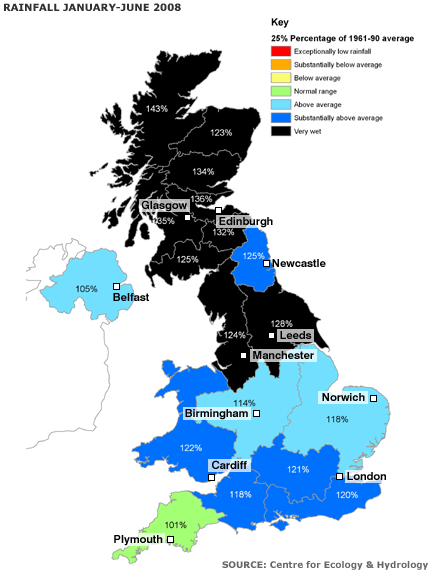 RAINFALL JANUARY-JUNE 2008
Key
25% Percentage of 1961-90 average
Exceptionally low rainfall
Substantially below average
Below average
Normal range
Above average
Substantially above average
Very wet
143%
123%
134%
136%
Glasgow
Edinburgh
135%
132%
125%
125%
Newcastle
105%
Belfast
128%
124%
Leeds
Manchester
Norwich
114%
Birmingham
118%
122%
Cardiff
121%
London
118%
120%
101%
Plymouth
SOURCE: Centre for Ecology & Hydrology